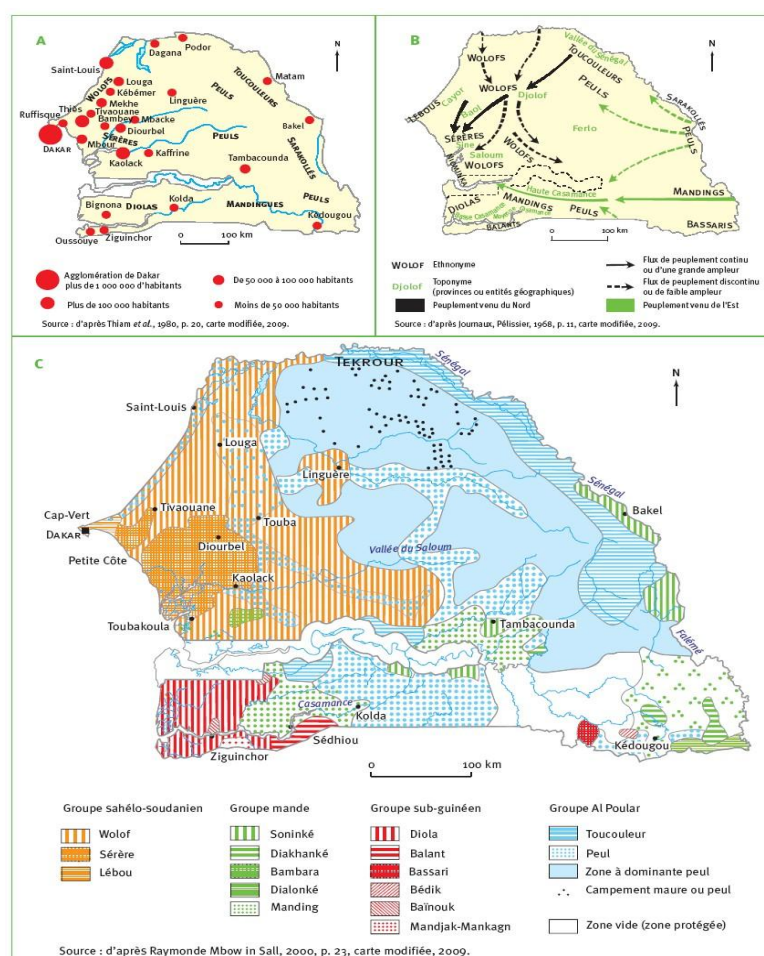 A
Podor
Dagana
N
Saint-Louis
Matam
TOUCOULEURS
WOLOFS
Louga
Kébémer
Linguère
PEULS
Mekhe
Thiès
Tivaouane
Ruffisque
Bambey
Mbacke
Bakel
Diourbel
DAKAR
SÉRÈRES
Mbour
PEULS
SARAKOLLÉS
Kaffrine
Kaolack
Tambacounda
PEULS
Kolda
Bignona
DIOLAS
MANDINGUES
Kédougou
Oussouye
Ziguinchor
0 100 km
Agglomération de Dakar
plus de 1 000 000 d'habitants
De 50 000 à 100 000 habitants
Plus de 100 000 habitants
Moins de 50 000 habitants
Source : d'après Thiam et al., 1980, p. 20, carte modifiée, 2009.
B
Vallée du Sénégal
N
WOLOFS
TOUCOULEURS
PEULS
WOLOFS
LEBOUS
Cayor
Djolof
SARAKOLLÉS
Baol
Ferlo
PEULS
SÉRÈRES
Sine
Saloum
WOLOFS
WOLOFS
Haute Casamance
MANDINGS
DIOLAS
MANDINGS
PEULS
Basse Casamance
Moyenne Casamance
BALANTS
BASSARIS
0 100 km
WOLOF
Ethnonyme
Flux de peuplement continu
ou d'une grande ampleur
Djolof
Toponyme
(provinces ou entités géographiques)
Flux de peuplement discontinu
ou de faible ampleur
Peuplement venu du Nord
Peuplement venu de l'Est
Source : d'après Journaux, Pélissier, 1968, p. 11, carte modifiée, 2009.
C
TEKROUR
Sénégal
N
Saint-Louis
Louga
Linguère
Sénégal
Cap-Vert
Tivaouane
Touba
Bakel
DAKAR
Diourbel
Petite Côte
Vallée du Saloum
Kaolack
Toubakoula
Tambacounda
Falémé
Casamance
Kolda
Sédhiou
Kédougou
Ziguinchor
0 100 km
Groupe sahélo-soudanien
Wolof
Sérère
Lébou
Groupe mande
Soninké
Diakhanké
Bambara
Dialonké
Manding
Groupe sub-guinéen
Diola
Balant
Bassari
Bédik
Baïnouk
Mandjak-Mankagn
Groupe Al Poular
Toucouleur
Peul
Zone à dominante peul
Campement maure ou peul
Zone vide (zone protégée)
Source : d'après Raymonde Mbow in Sall, 2000, p. 23, carte modifiée, 2009.